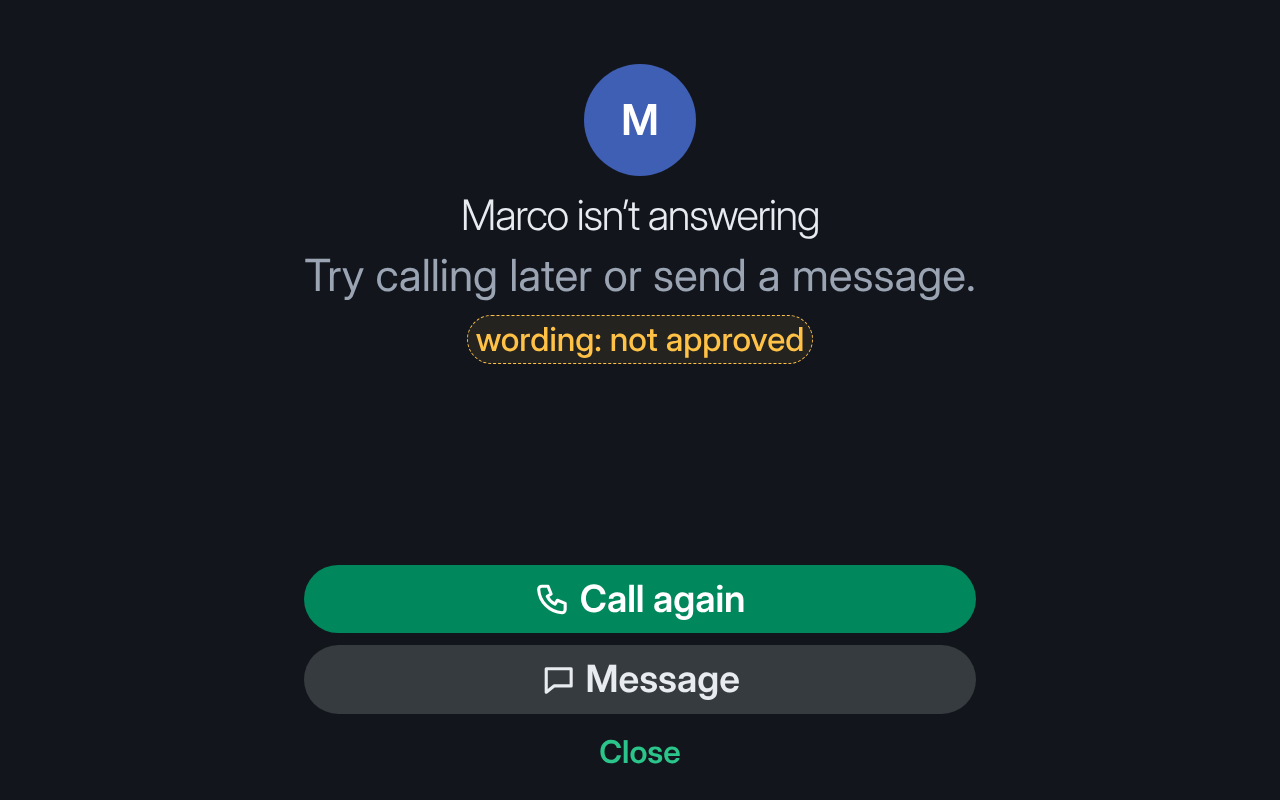 M
Marco isn’t answering
Try calling later or send a message.
wording: not approved
Call again
Message
Close